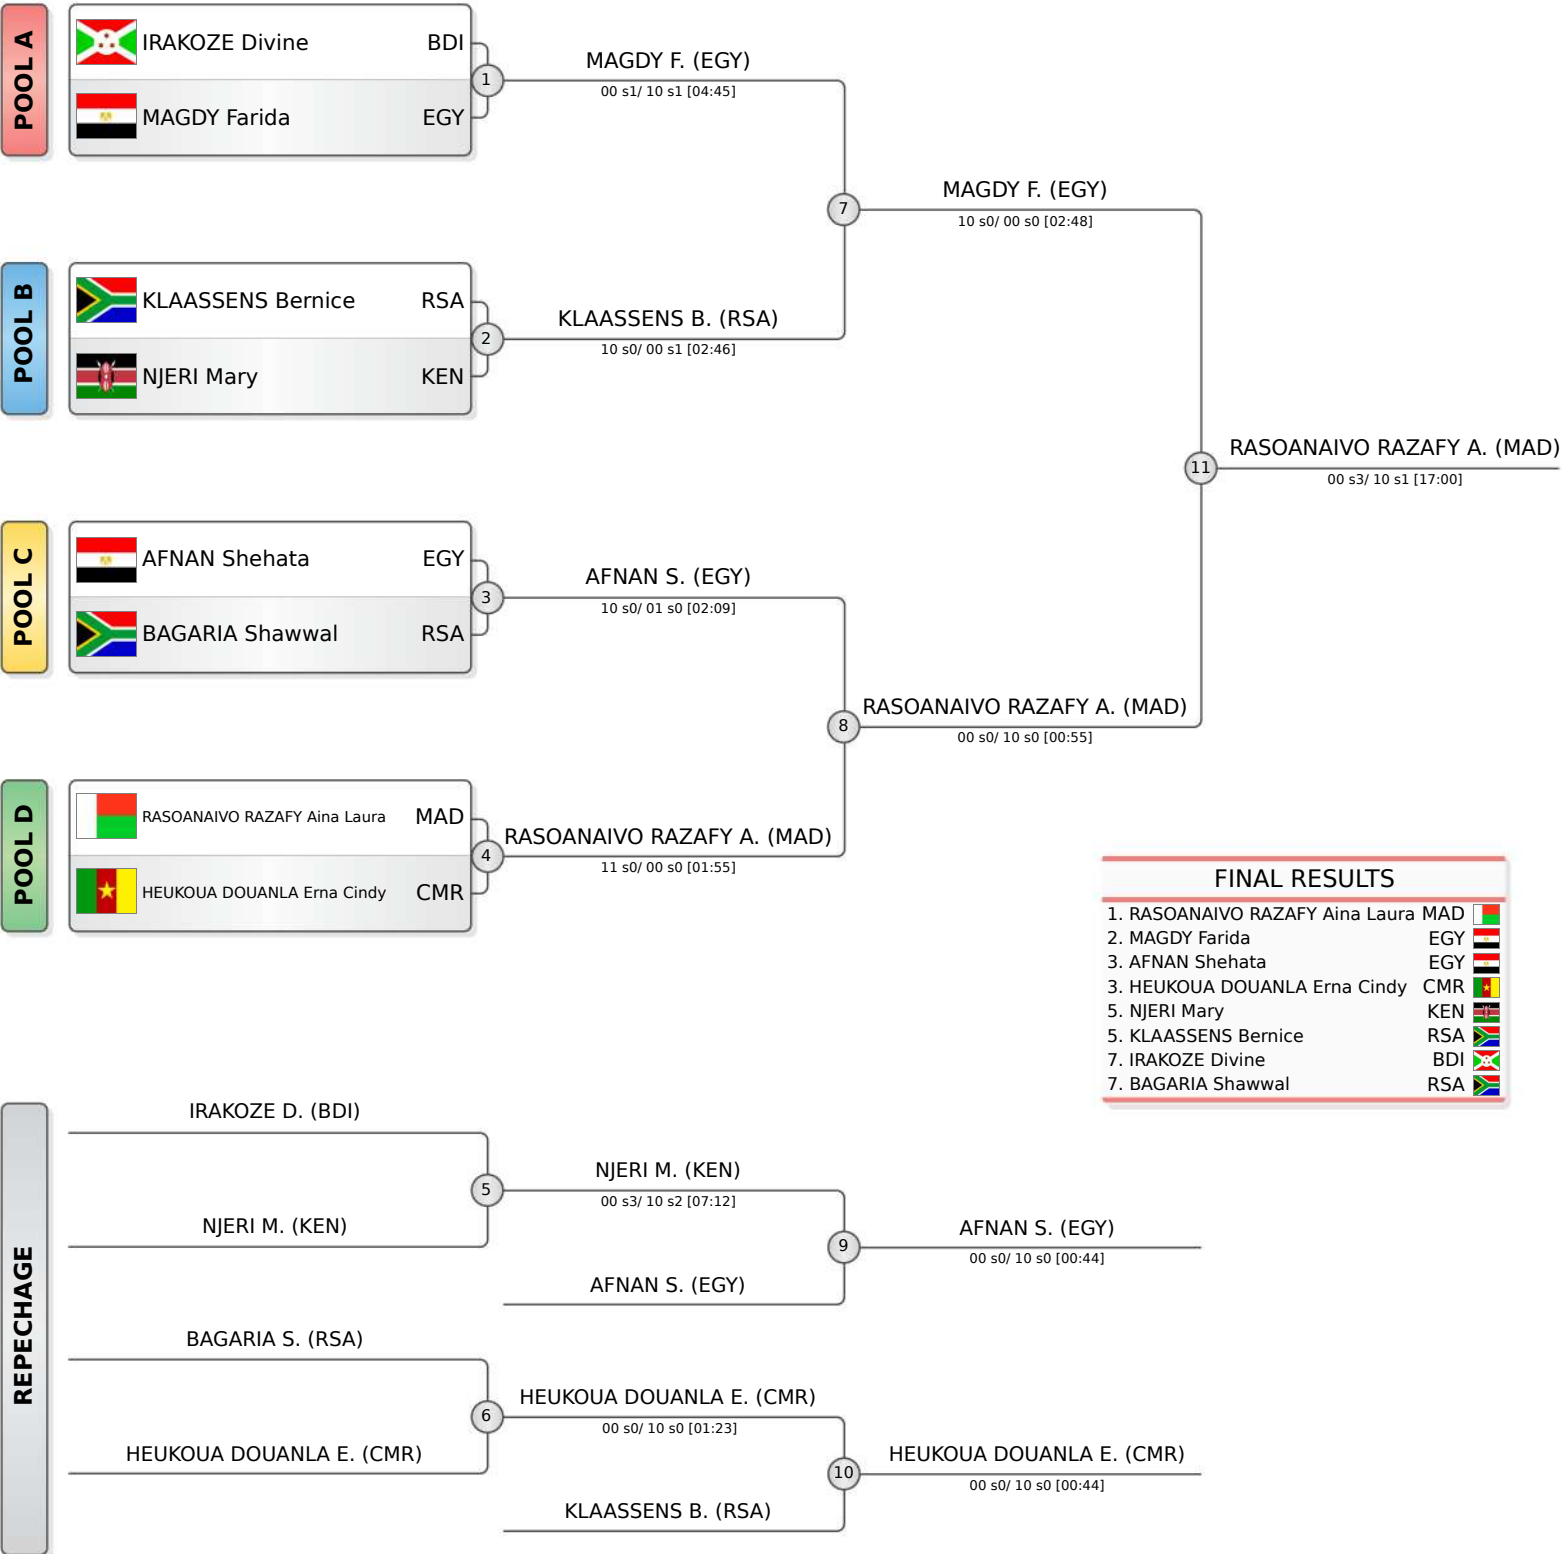 POOL A
IRAKOZE Divine BDI
MAGDY Farida EGY
1
MAGDY F. (EGY)
00 s1/ 10 s1 [04:45]
7
MAGDY F. (EGY)
10 s0/ 00 s0 [02:48]
POOL B
KLAASSENS Bernice RSA
NJERI Mary KEN
2
KLAASSENS B. (RSA)
10 s0/ 00 s1 [02:46]
11
RASOANAIVO RAZAFY A. (MAD)
00 s3/ 10 s1 [17:00]
POOL C
AFNAN Shehata EGY
BAGARIA Shawwal RSA
3
AFNAN S. (EGY)
10 s0/ 01 s0 [02:09]
8
RASOANAIVO RAZAFY A. (MAD)
00 s0/ 10 s0 [00:55]
POOL D
RASOANAIVO RAZAFY Aina Laura MAD
HEUKOUA DOUANLA Erna Cindy CMR
4
RASOANAIVO RAZAFY A. (MAD)
11 s0/ 00 s0 [01:55]
FINAL RESULTS
1. RASOANAIVO RAZAFY Aina Laura MAD
2. MAGDY Farida EGY
3. AFNAN Shehata EGY
3. HEUKOUA DOUANLA Erna Cindy CMR
5. NJERI Mary KEN
5. KLAASSENS Bernice RSA
7. IRAKOZE Divine BDI
7. BAGARIA Shawwal RSA
REPECHAGE
IRAKOZE D. (BDI)
NJERI M. (KEN)
5
NJERI M. (KEN)
00 s3/ 10 s2 [07:12]
AFNAN S. (EGY)
9
AFNAN S. (EGY)
00 s0/ 10 s0 [00:44]
BAGARIA S. (RSA)
HEUKOUA DOUANLA E. (CMR)
6
HEUKOUA DOUANLA E. (CMR)
00 s0/ 10 s0 [01:23]
KLAASSENS B. (RSA)
10
HEUKOUA DOUANLA E. (CMR)
00 s0/ 10 s0 [00:44]